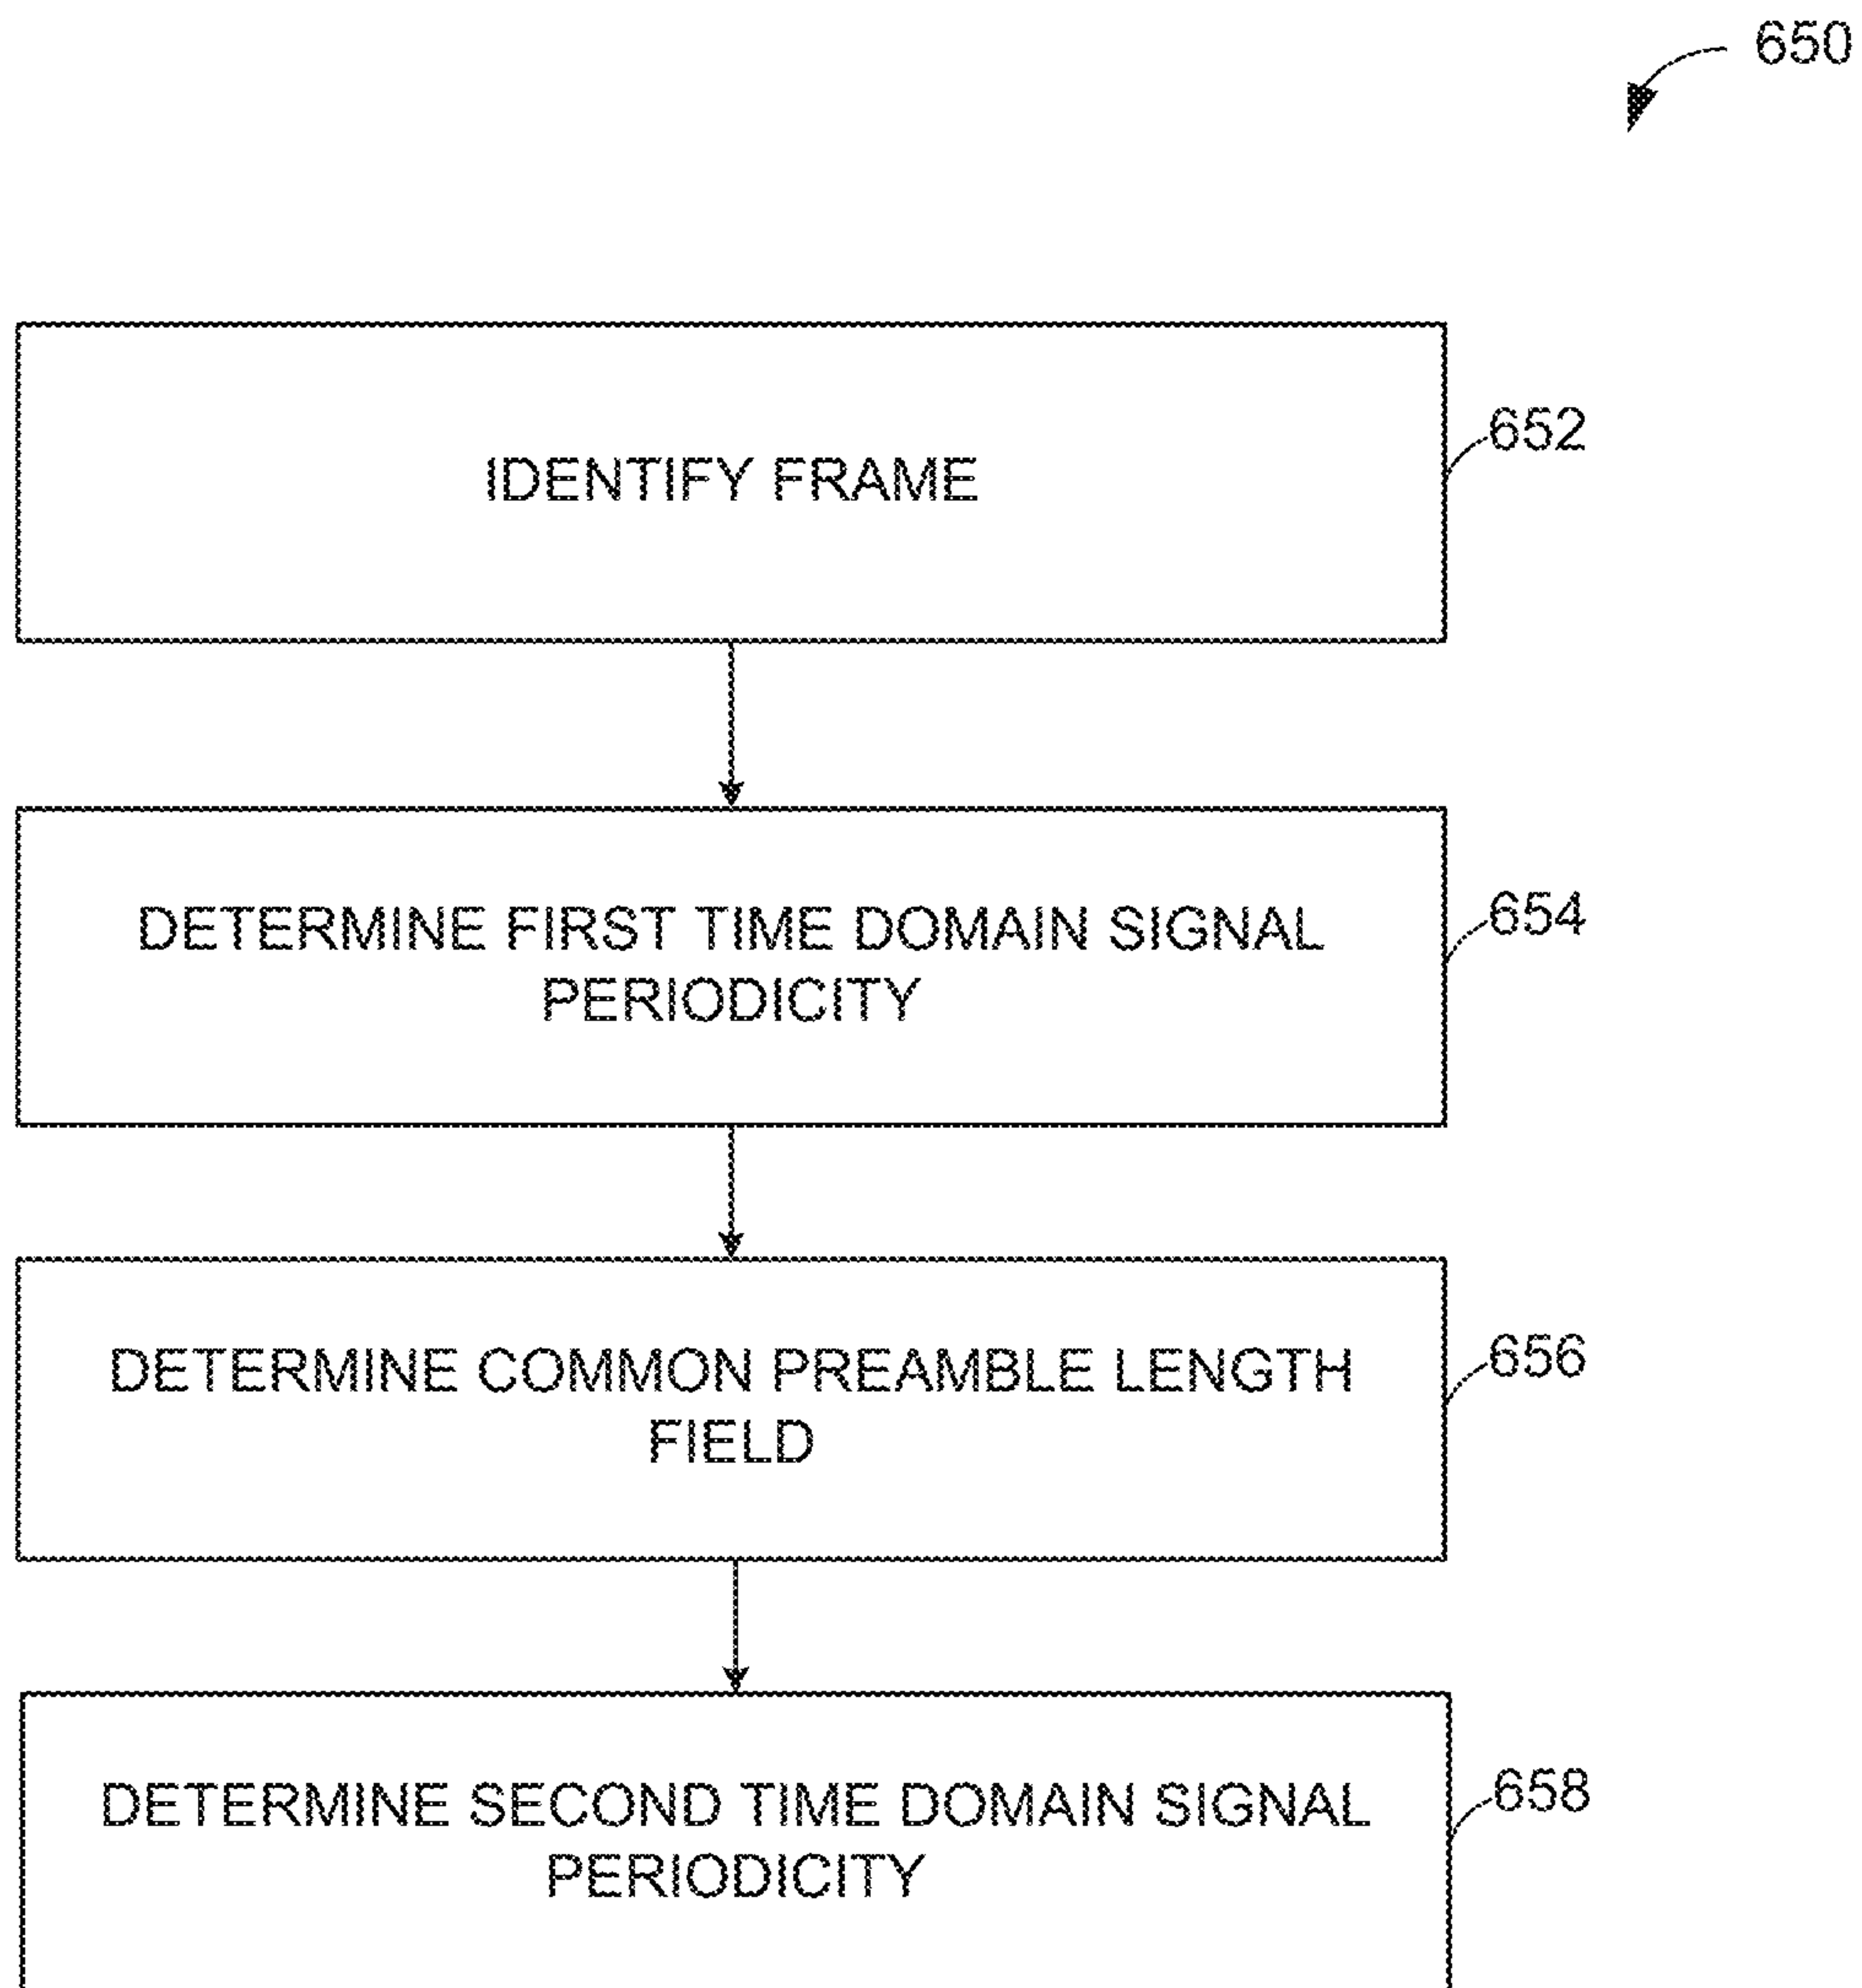 650
IDENTIFY FRAME
652
DETERMINE FIRST TIME DOMAIN SIGNAL
PERIODICITY
654
DETERMINE COMMON PREAMBLE LENGTH
FIELD
656
DETERMINE SECOND TIME DOMAIN SIGNAL
PERIODICITY
658